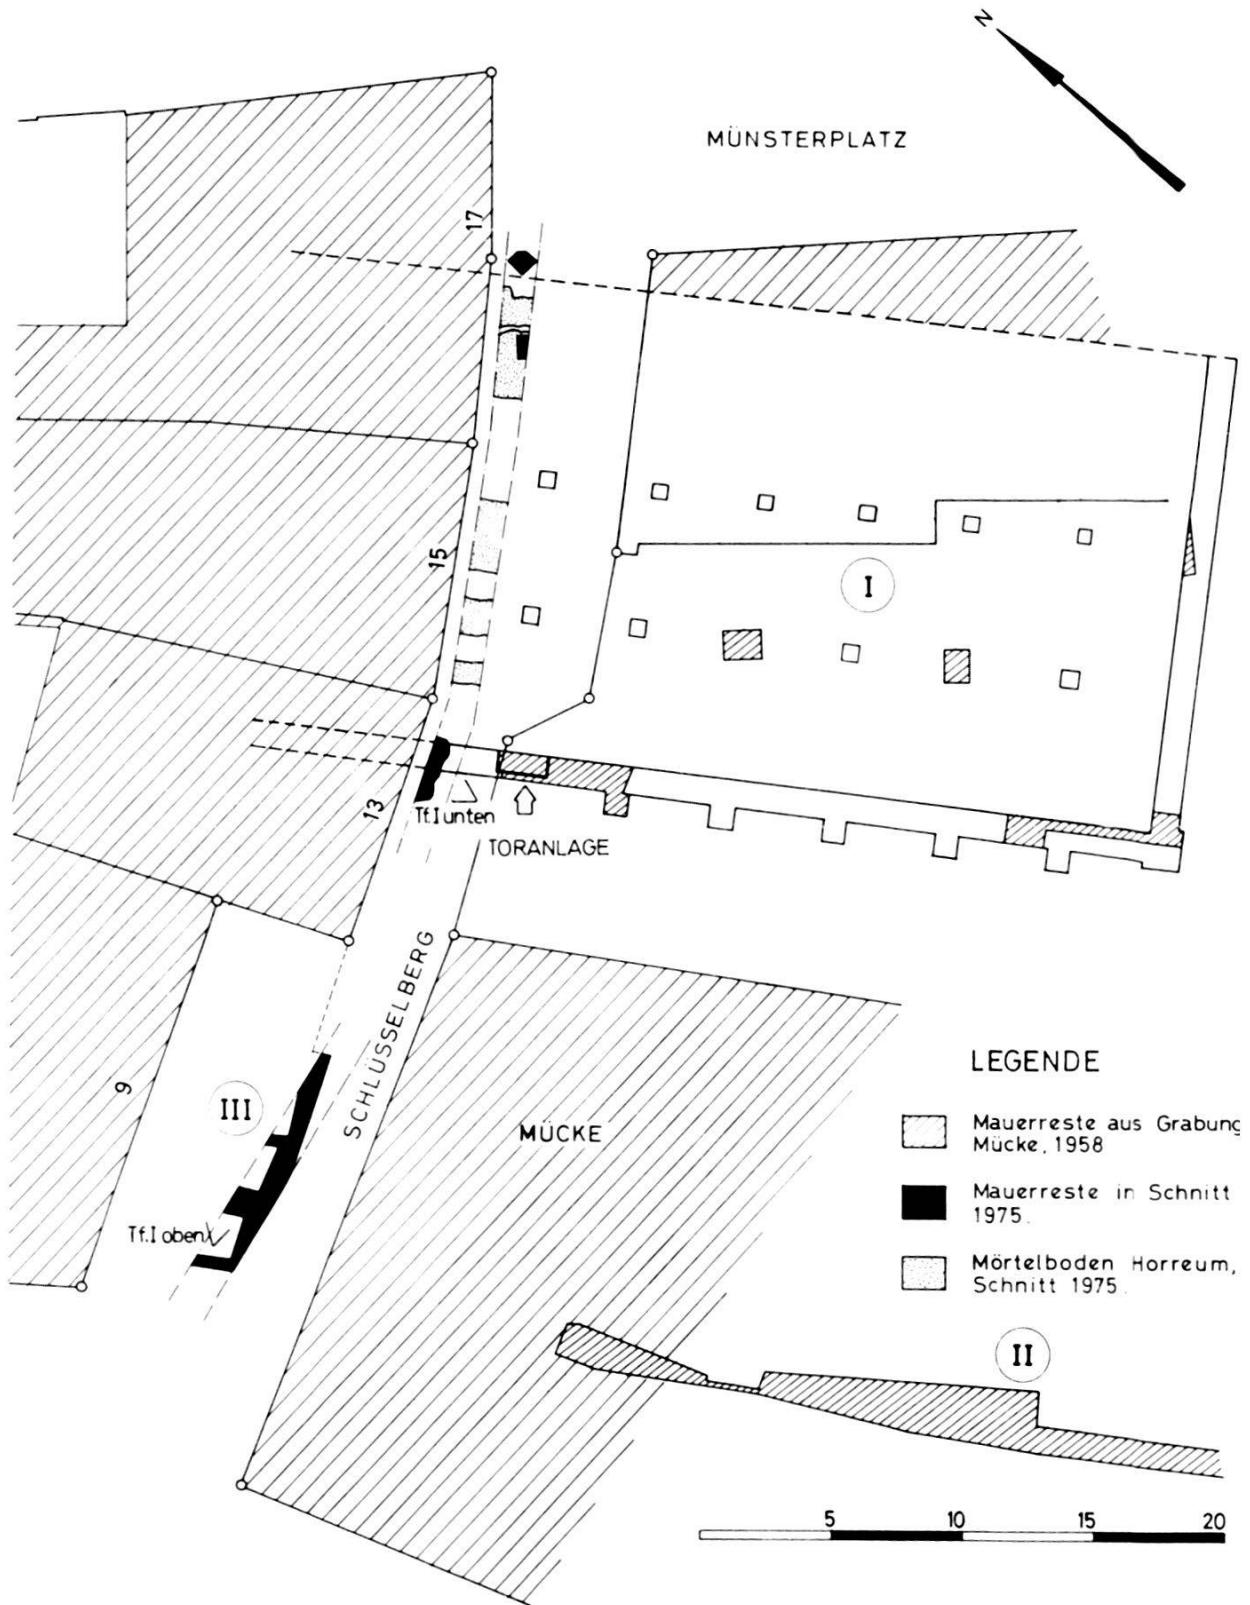 N
MÜNSTERPLATZ
17
15
I
13
Tf.I unten
TORANLAGE
SCHLÜSSELBERG
9
III
MÜCKE
Tf.I oben
LEGENDE
Mauerreste aus Grabung
Mücke, 1958
Mauerreste in Schnitt
1975.
Mörtelboden Horreum,
Schnitt 1975.
II
5 10 15 20